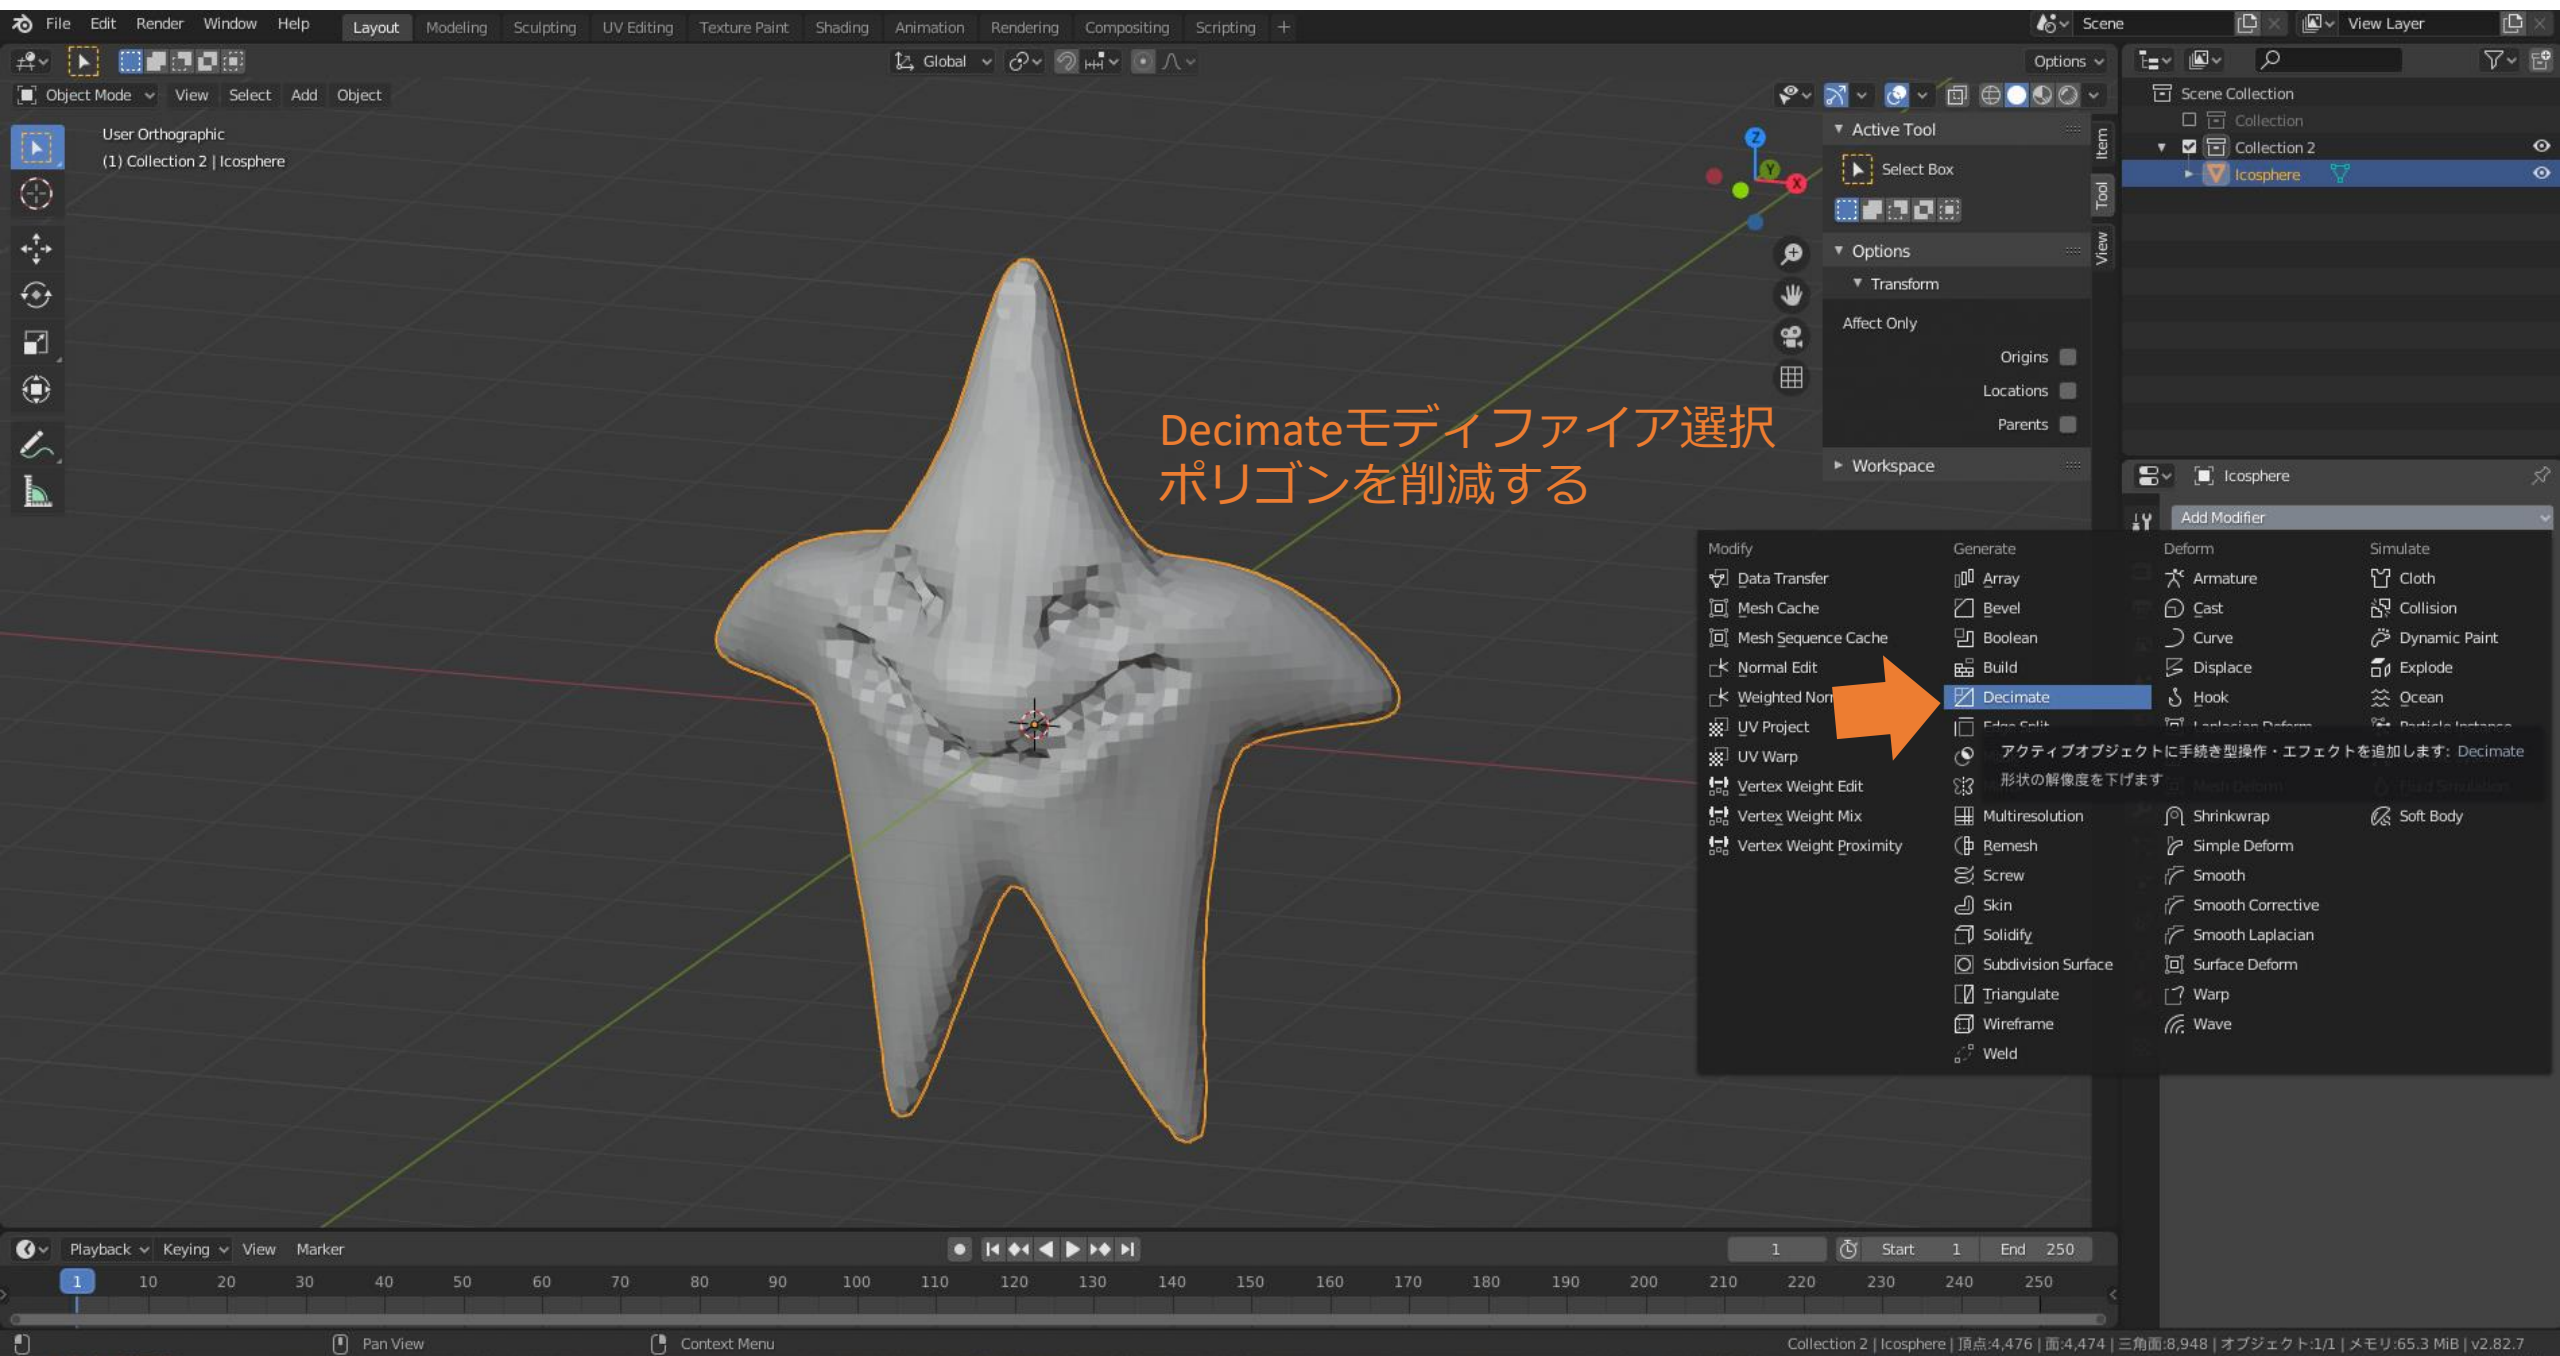 File Edit Render Window Help Layout Modeling Sculpting UV Editing Texture Paint Shading Animation Rendering Compositing Scripting + Scene View Layer
Global Options
Object Mode View Select Add Object
User Orthographic
(1) Collection 2 | Icosphere
Z
Y
X
Active Tool
Select Box
Options
Transform
Affect Only
Origins
Locations
Parents
Workspace
Item
Tool
View
Scene Collection
Collection
Collection 2
Icosphere
Decimateモディファイア選択
ポリゴンを削減する
Icosphere
Add Modifier
Modify
Data Transfer
Mesh Cache
Mesh Sequence Cache
Normal Edit
Weighted Nor
UV Project
UV Warp
Vertex Weight Edit
Vertex Weight Mix
Vertex Weight Proximity
Generate
Array
Bevel
Boolean
Build
Decimate
Edge Split
Multiresolution
Remesh
Screw
Skin
Solidify
Subdivision Surface
Triangulate
Wireframe
Weld
Deform
Armature
Cast
Curve
Displace
Hook
Laplacian Deform
Mesh Deform
Shrinkwrap
Simple Deform
Smooth
Smooth Corrective
Smooth Laplacian
Surface Deform
Warp
Wave
Simulate
Cloth
Collision
Dynamic Paint
Explode
Ocean
Particle Instance
Fluid Simulation
Soft Body
アクティブオブジェクトに手続き型操作・エフェクトを追加します: Decimate
形状の解像度を下げます
Playback Keying View Marker 1 Start 1 End 250
1 10 20 30 40 50 60 70 80 90 100 110 120 130 140 150 160 170 180 190 200 210 220 230 240 250
Pan View Context Menu Collection 2 | Icosphere | 頂点:4,476 | 面:4,474 | 三角面:8,948 | オブジェクト:1/1 | メモリ:65.3 MiB | v2.82.7